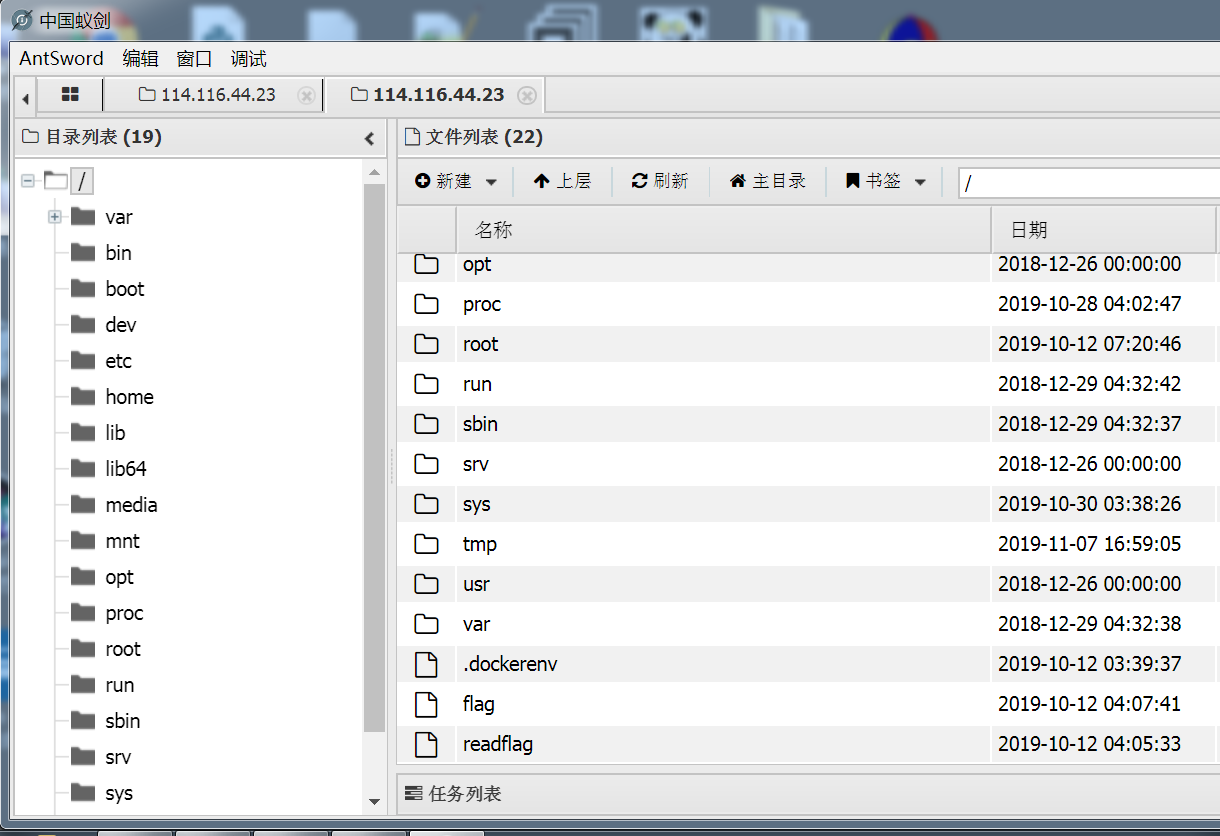 中国蚁剑
AntSword 编辑 窗口 调试
114.116.44.23 114.116.44.23
目录列表 (19)
/
var
bin
boot
dev
etc
home
lib
lib64
media
mnt
opt
proc
root
run
sbin
srv
sys
文件列表 (22)
新建 上层 刷新 主目录 书签 /
名称 日期
opt 2018-12-26 00:00:00
proc 2019-10-28 04:02:47
root 2019-10-12 07:20:46
run 2018-12-29 04:32:42
sbin 2018-12-29 04:32:37
srv 2018-12-26 00:00:00
sys 2019-10-30 03:38:26
tmp 2019-11-07 16:59:05
usr 2018-12-26 00:00:00
var 2018-12-29 04:32:38
.dockerenv 2019-10-12 03:39:37
flag 2019-10-12 04:07:41
readflag 2019-10-12 04:05:33
任务列表